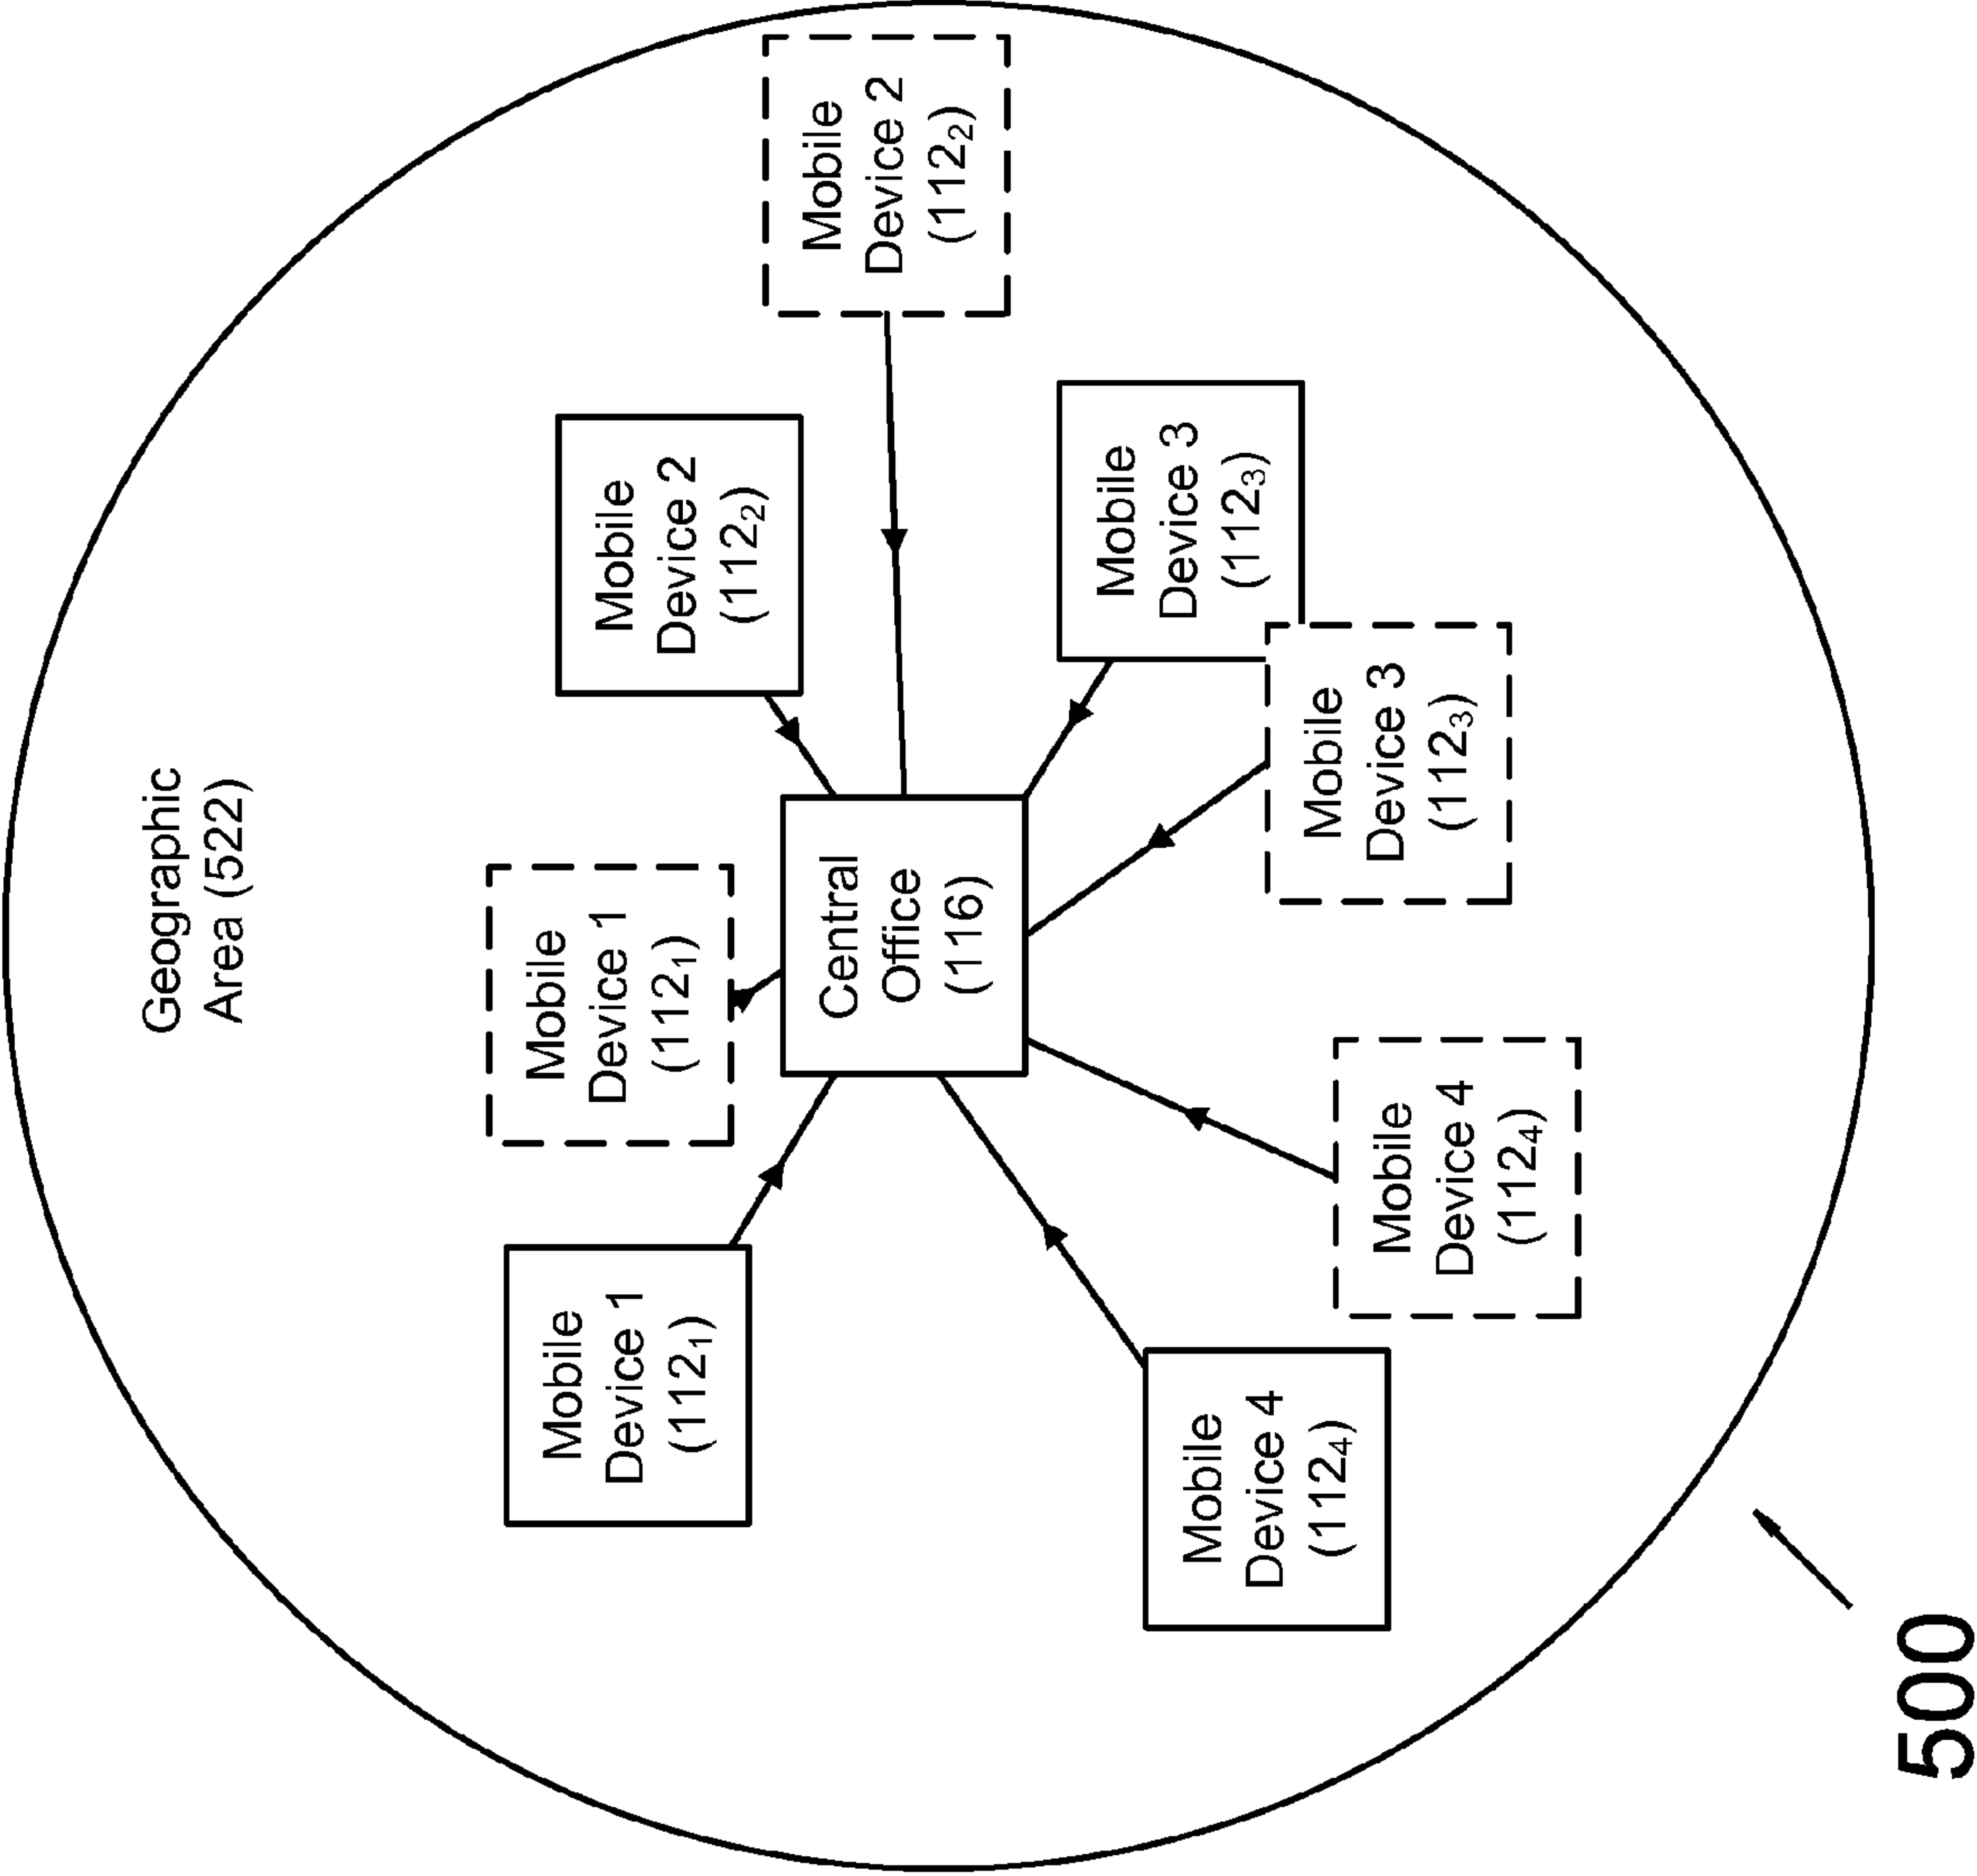 Geographic
Area (522)
Mobile
Device 1
(112₁)
Mobile
Device 1
(112₁)
Mobile
Device 2
(112₂)
Central
Office
(116)
Mobile
Device 2
(112₂)
Mobile
Device 3
(112₃)
Mobile
Device 4
(112₄)
Mobile
Device 3
(112₃)
Mobile
Device 4
(112₄)
500